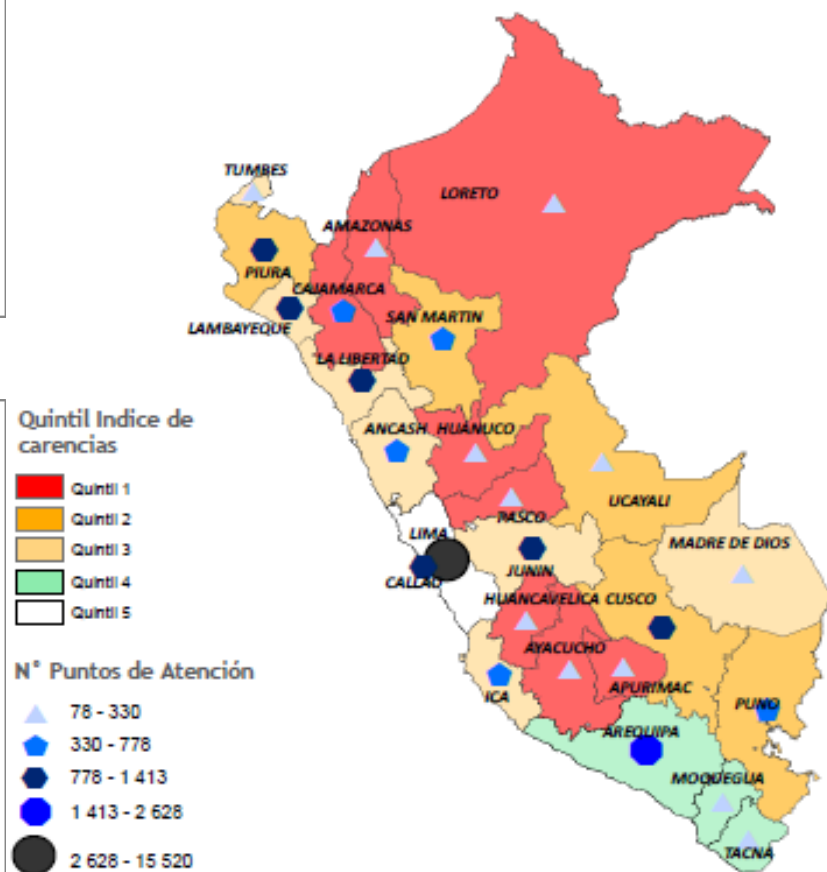 TUMBES
LORETO
AMAZONAS
PIURA
CAJAMARCA
LAMBAYEQUE
SAN MARTIN
LA LIBERTAD
ANCASH
HUANUCO
UCAYALI
PASCO
LIMA
MADRE DE DIOS
JUNIN
CALLAO
HUANCAVELICA
CUSCO
AYACUCHO
APURIMAC
ICA
PUNO
AREQUIPA
MOQUEGUA
TACNA
Quintil Indice de
carencias
Quintil 1
Quintil 2
Quintil 3
Quintil 4
Quintil 5
N° Puntos de Atención
78 - 330
330 - 778
778 - 1 413
1 413 - 2 628
2 628 - 15 520